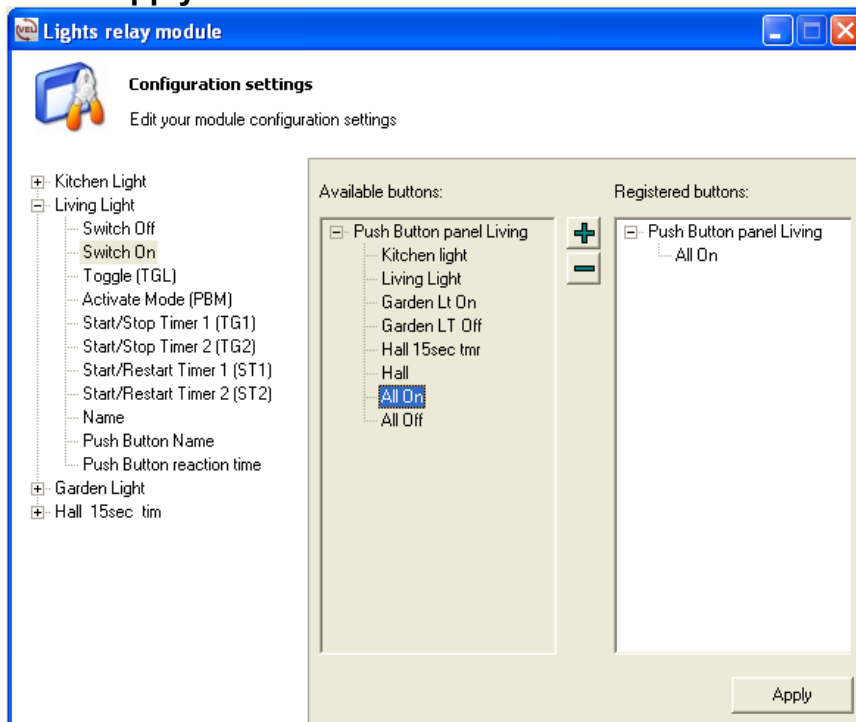 Lights relay module
Configuration settings
Edit your module configuration settings
Kitchen Light
Living Light
Switch Off
Switch On
Toggle (TGL)
Activate Mode (PBM)
Start/Stop Timer 1 (TG1)
Start/Stop Timer 2 (TG2)
Start/Restart Timer 1 (ST1)
Start/Restart Timer 2 (ST2)
Name
Push Button Name
Push Button reaction time
Garden Light
Hall 15sec tim
Available buttons:
Push Button panel Living
Kitchen light
Living Light
Garden Lt On
Garden LT Off
Hall 15sec tmr
Hall
All On
All Off
Registered buttons:
Push Button panel Living
All On
Apply